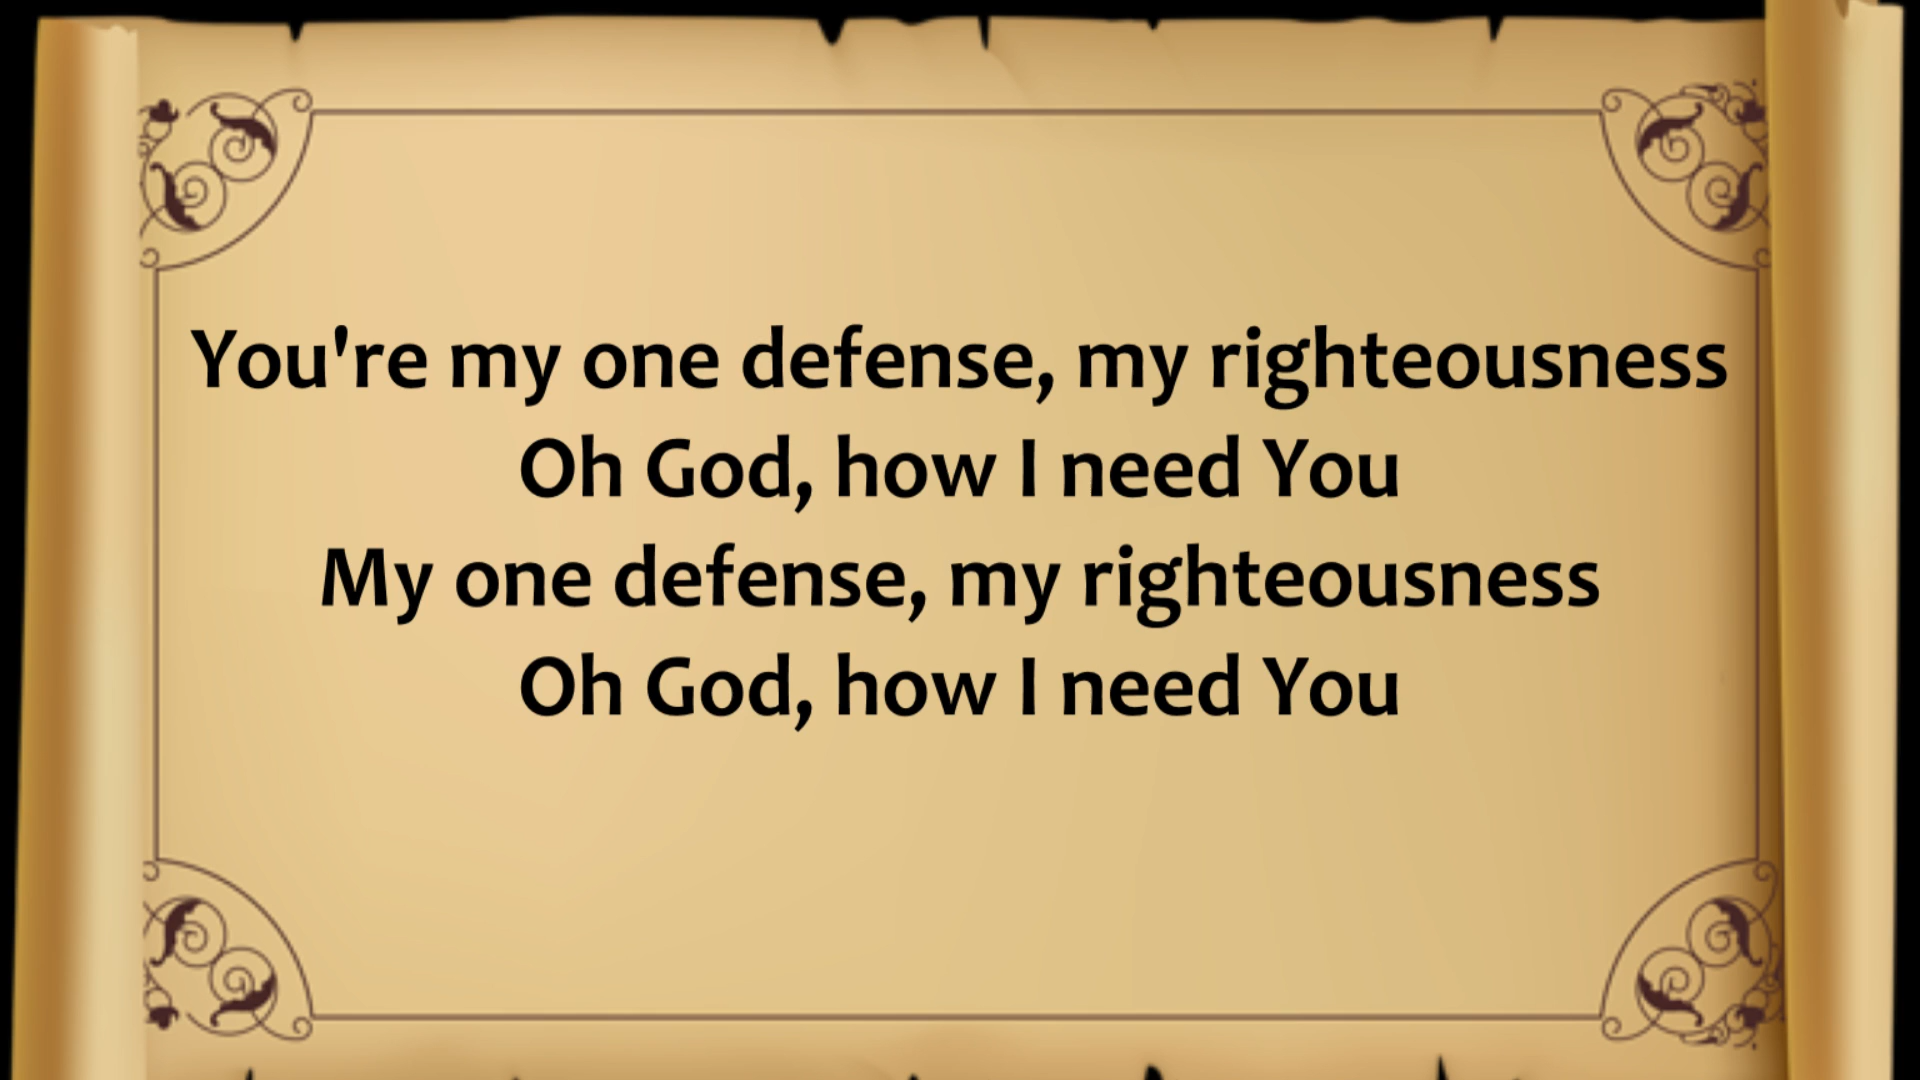 You're my one defense, my righteousness
Oh God, how I need You
My one defense, my righteousness
Oh God, how I need You